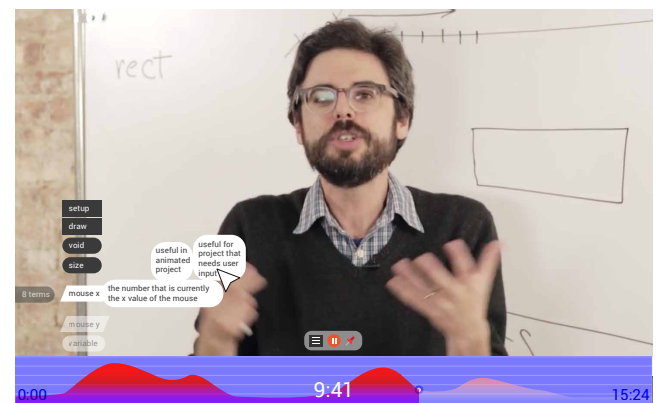 rect
setup
draw
void
size
useful in
animated
project
useful for
project that
needs user
input
8 terms
mouse x
the number that is currently
the x value of the mouse
mouse y
variable
0:00
9:41
15:24